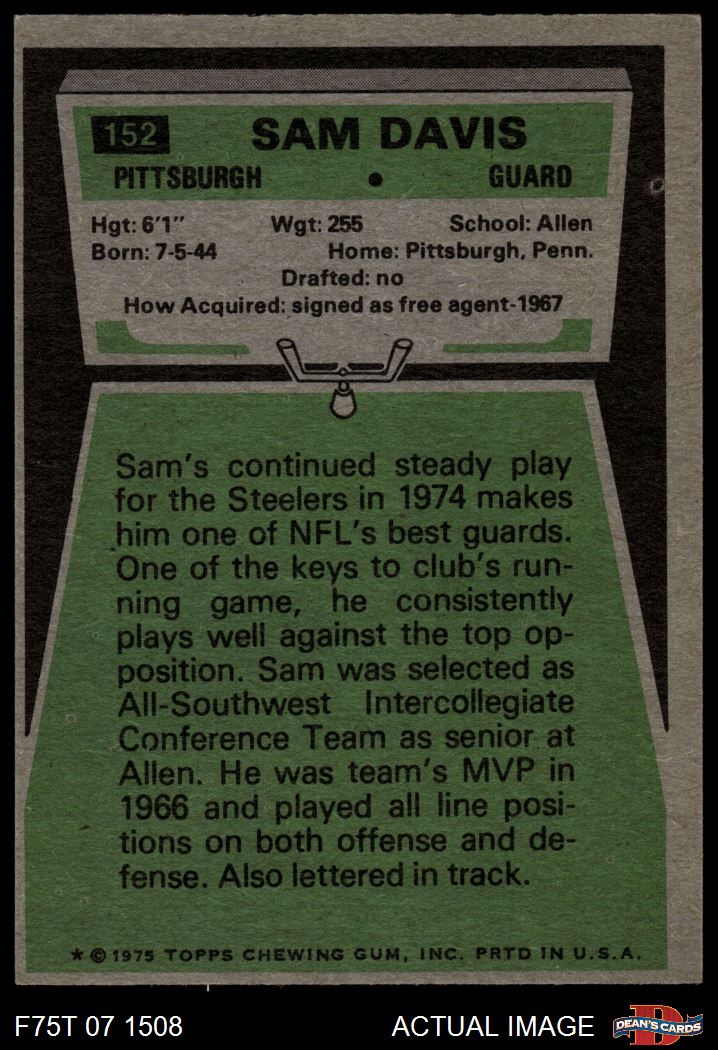 152 SAM DAVIS
PITTSBURGH • GUARD
Hgt: 6'1" Wgt: 255 School: Allen
Born: 7-5-44 Home: Pittsburgh, Penn.
Drafted: no
How Acquired: signed as free agent-1967
Sam's continued steady play
for the Steelers in 1974 makes
him one of NFL's best guards.
One of the keys to club's run-
ning game, he consistently
plays well against the top op-
position. Sam was selected as
All-Southwest Intercollegiate
Conference Team as senior at
Allen. He was team's MVP in
1966 and played all line posi-
tions on both offense and de-
fense. Also lettered in track.
★ © 1975 TOPPS CHEWING GUM, INC. PRTD IN U.S.A.
F75T 07 1508 ACTUAL IMAGE D DEAN'S CARDS